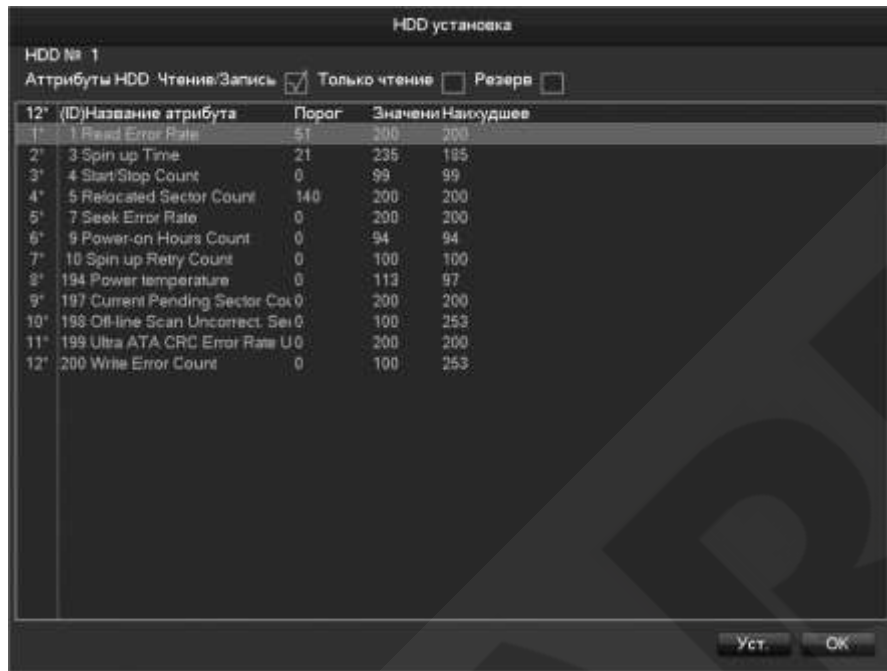 HDD установка
HDD № 1
Аттрибуты HDD Чтение/Запись Только чтение Резерв
12* (ID)Название атрибута Порог Значени Наихудшее
1* 1 Read Error Rate 51 200 200
2* 3 Spin up Time 21 235 185
3* 4 Start/Stop Count 0 99 99
4* 5 Relocated Sector Count 140 200 200
5* 7 Seek Error Rate 0 200 200
6* 9 Power-on Hours Count 0 94 94
7* 10 Spin up Retry Count 0 100 100
8* 194 Power temperature 0 113 97
9* 197 Current Pending Sector Cou 0 200 200
10* 198 Off-line Scan Uncorrect. Se 0 100 253
11* 199 Ultra ATA CRC Error Rate U 0 200 200
12* 200 Write Error Count 0 100 253
Уст. OK